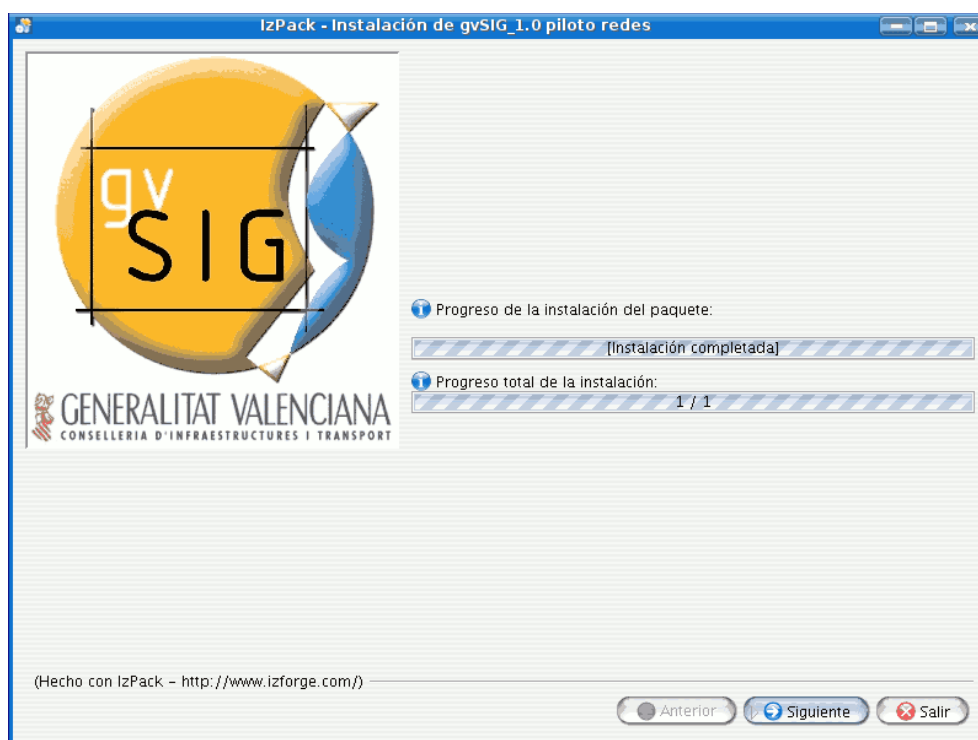 IzPack - Instalación de gvSIG_1.0 piloto redes
gv
SIG
GENERALITAT VALENCIANA
CONSELLERIA D'INFRAESTRUCTURES I TRANSPORT
Progreso de la instalación del paquete:
[Instalación completada]
Progreso total de la instalación:
1 / 1
(Hecho con IzPack - http://www.izforge.com/)
Anterior
Siguiente
Salir